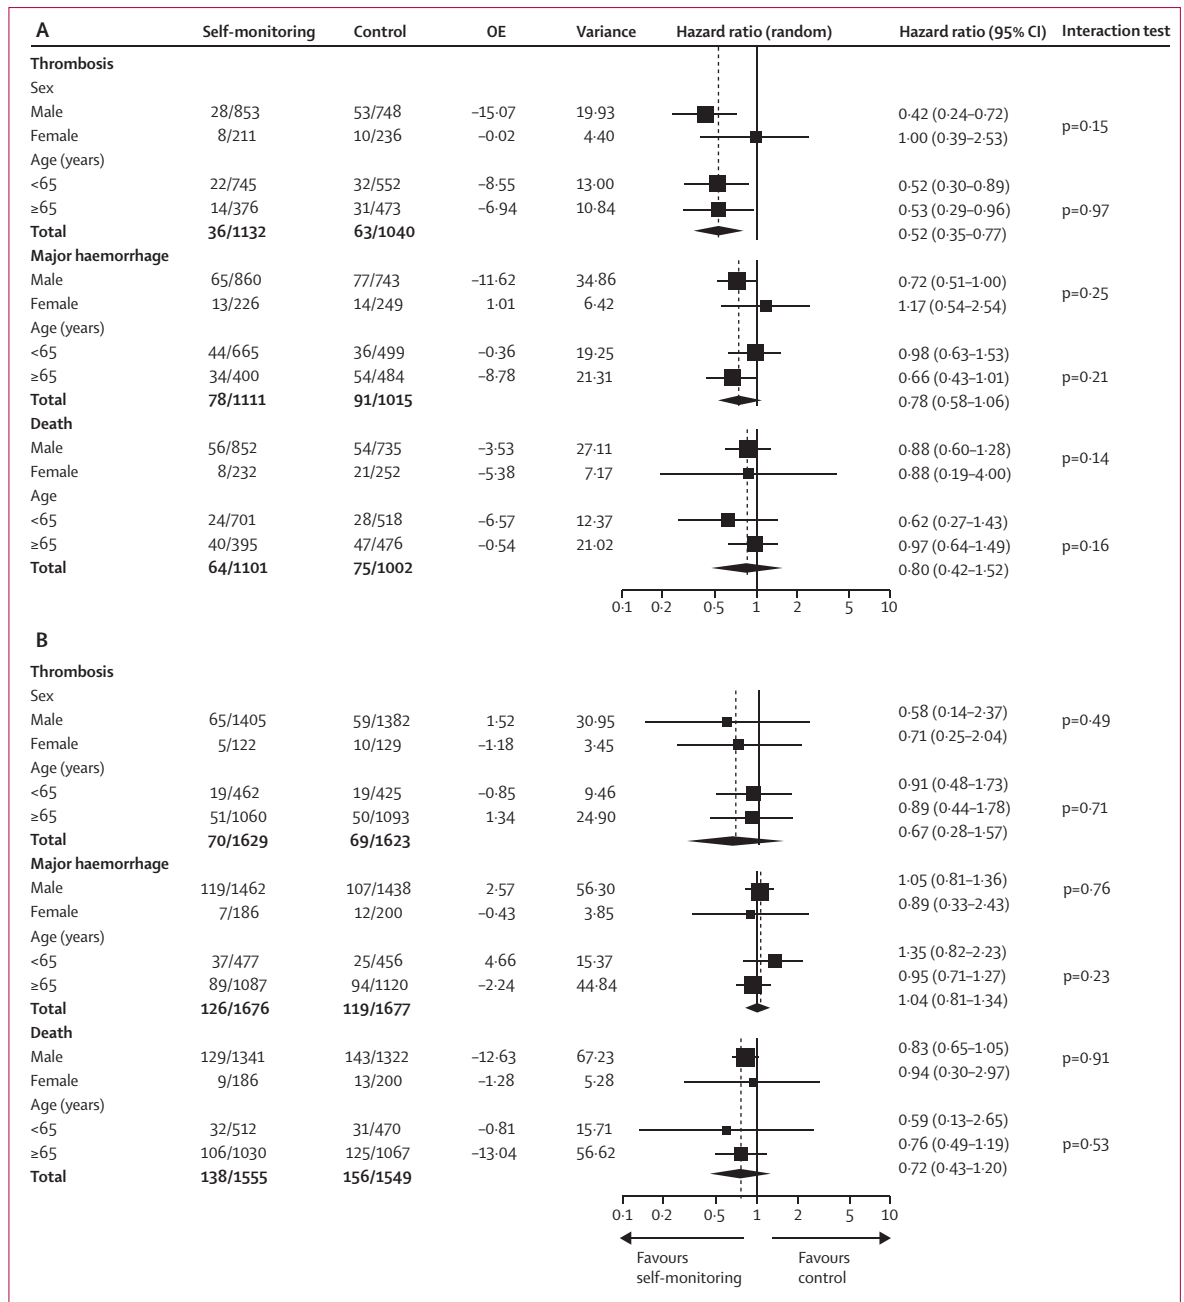 A Self-monitoring Control OE Variance Hazard ratio (random) Hazard ratio (95% CI) Interaction test
Thrombosis
Sex
Male 28/853 53/748 –15·07 19·93 0·42 (0·24–0·72)
p=0·15
Female 8/211 10/236 –0·02 4·40 1·00 (0·39–2·53)
Age (years)
<65 22/745 32/552 –8·55 13·00 0·52 (0·30–0·89)
≥65 14/376 31/473 –6·94 10·84 0·53 (0·29–0·96) p=0·97
Total 36/1132 63/1040 0·52 (0·35–0·77)
Major haemorrhage
Male 65/860 77/743 –11·62 34·86 0·72 (0·51–1·00)
p=0·25
Female 13/226 14/249 1·01 6·42 1·17 (0·54–2·54)
Age (years)
<65 44/665 36/499 –0·36 19·25 0·98 (0·63–1·53)
≥65 34/400 54/484 –8·78 21·31 0·66 (0·43–1·01) p=0·21
Total 78/1111 91/1015 0·78 (0·58–1·06)
Death
Male 56/852 54/735 –3·53 27·11 0·88 (0·60–1·28)
p=0·14
Female 8/232 21/252 –5·38 7·17 0·88 (0·19–4·00)
Age
<65 24/701 28/518 –6·57 12·37 0·62 (0·27–1·43)
≥65 40/395 47/476 –0·54 21·02 0·97 (0·64–1·49) p=0·16
Total 64/1101 75/1002 0·80 (0·42–1·52)
0·1 0·2 0·5 1 2 5 10
B
Thrombosis
Sex
Male 65/1405 59/1382 1·52 30·95 0·58 (0·14–2·37) p=0·49
Female 5/122 10/129 –1·18 3·45 0·71 (0·25–2·04)
Age (years)
<65 19/462 19/425 –0·85 9·46 0·91 (0·48–1·73)
≥65 51/1060 50/1093 1·34 24·90 0·89 (0·44–1·78) p=0·71
Total 70/1629 69/1623 0·67 (0·28–1·57)
Major haemorrhage
Male 119/1462 107/1438 2·57 56·30 1·05 (0·81–1·36) p=0·76
Female 7/186 12/200 –0·43 3·85 0·89 (0·33–2·43)
Age (years)
<65 37/477 25/456 4·66 15·37 1·35 (0·82–2·23)
≥65 89/1087 94/1120 –2·24 44·84 0·95 (0·71–1·27) p=0·23
Total 126/1676 119/1677 1·04 (0·81–1·34)
Death
Male 129/1341 143/1322 –12·63 67·23 0·83 (0·65–1·05) p=0·91
Female 9/186 13/200 –1·28 5·28 0·94 (0·30–2·97)
Age (years)
<65 32/512 31/470 –0·81 15·71 0·59 (0·13–2·65)
≥65 106/1030 125/1067 –13·04 56·62 0·76 (0·49–1·19) p=0·53
Total 138/1555 156/1549 0·72 (0·43–1·20)
0·1 0·2 0·5 1 2 5 10
Favours Favours
self-monitoring control